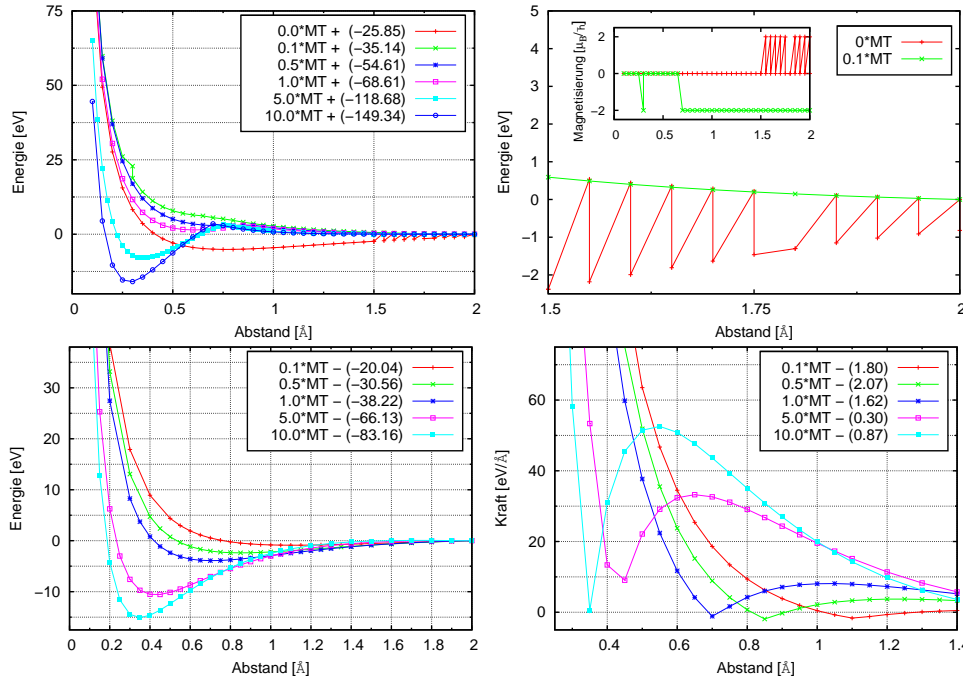 75
50
25
0
0
0.5
1
1.5
2
Energie [eV]
Abstand [Å]
0.0*MT + (−25.85)
0.1*MT + (−35.14)
0.5*MT + (−54.61)
1.0*MT + (−68.61)
5.0*MT + (−118.68)
10.0*MT + (−149.34)
5
4
3
2
1
0
−1
−2
1.5
1.75
2
Energie [eV]
Abstand [Å]
0*MT
0.1*MT
Magnetisierung [μB/ħ]
2
0
−2
0
0.5
1
1.5
2
30
20
10
0
−10
0.2
0.4
0.6
0.8
1
1.2
1.4
1.6
1.8
2
Energie [eV]
Abstand [Å]
0.1*MT − (−20.04)
0.5*MT − (−30.56)
1.0*MT − (−38.22)
5.0*MT − (−66.13)
10.0*MT − (−83.16)
60
40
20
0
0.4
0.6
0.8
1
1.2
1.4
Kraft [eV/Å]
Abstand [Å]
0.1*MT − (1.80)
0.5*MT − (2.07)
1.0*MT − (1.62)
5.0*MT − (0.30)
10.0*MT − (0.87)